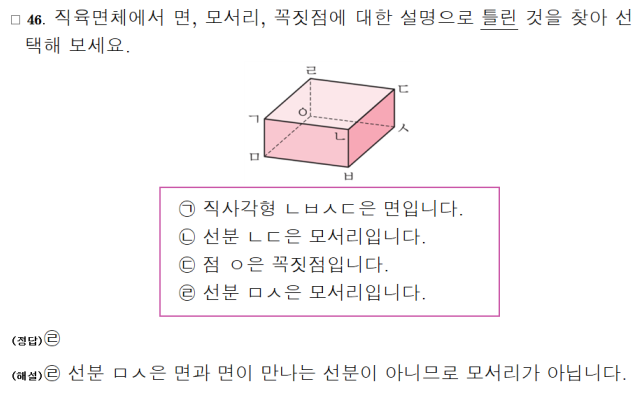 □ 46. 직육면체에서 면, 모서리, 꼭짓점에 대한 설명으로 틀린 것을 찾아 선
택해 보세요.
ㄹ
ㄷ
ㅇ
ㄱ
ㅅ
ㄴ
ㅁ
ㅂ
㉠ 직사각형 ㄴㅂㅅㄷ은 면입니다.
㉡ 선분 ㄴㄷ은 모서리입니다.
㉢ 점 ㅇ은 꼭짓점입니다.
㉣ 선분 ㅁㅅ은 모서리입니다.
(정답)㉣
(해설)㉣ 선분 ㅁㅅ은 면과 면이 만나는 선분이 아니므로 모서리가 아닙니다.